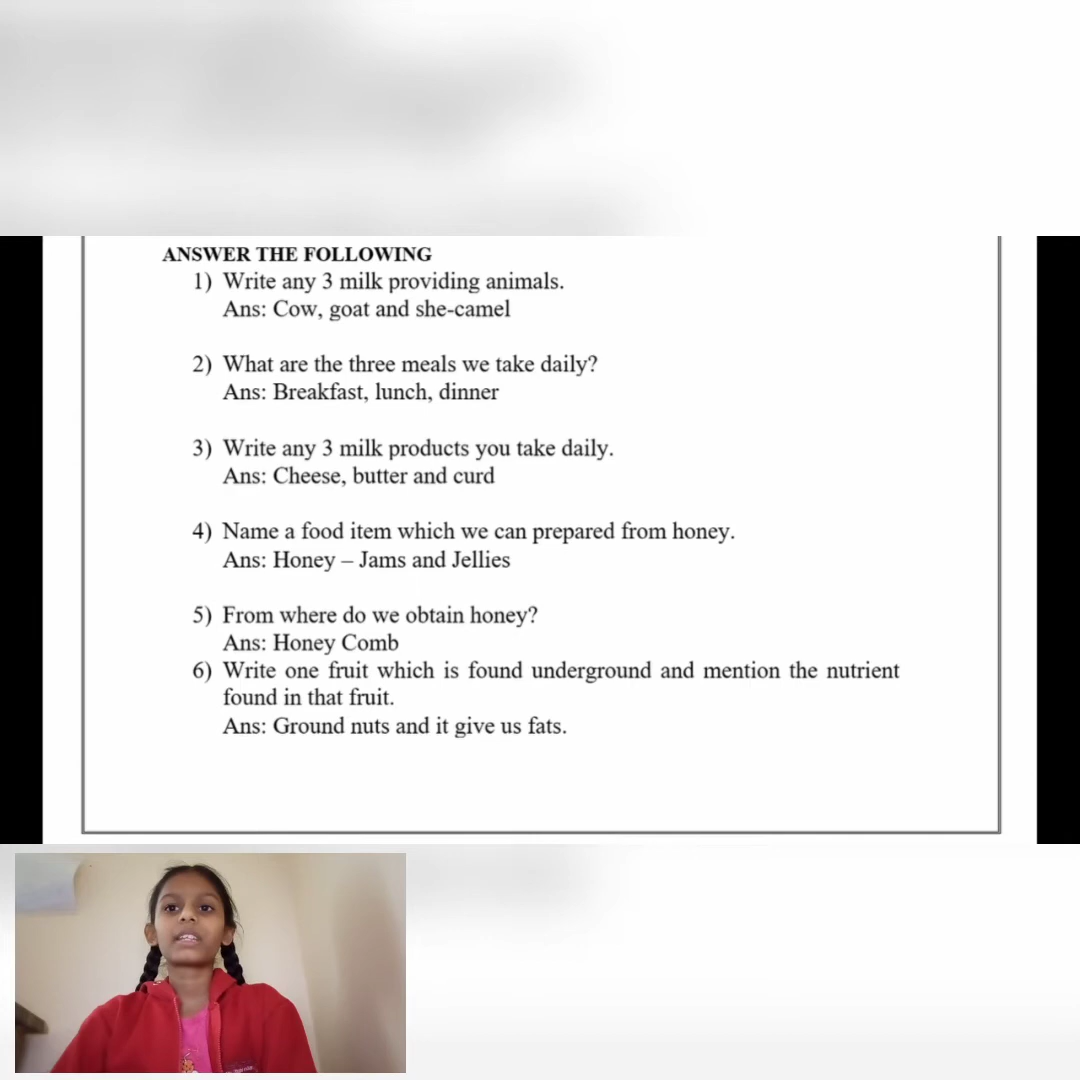 ANSWER THE FOLLOWING
1) Write any 3 milk providing animals.
Ans: Cow, goat and she-camel
2) What are the three meals we take daily?
Ans: Breakfast, lunch, dinner
3) Write any 3 milk products you take daily.
Ans: Cheese, butter and curd
4) Name a food item which we can prepared from honey.
Ans: Honey – Jams and Jellies
5) From where do we obtain honey?
Ans: Honey Comb
6) Write one fruit which is found underground and mention the nutrient
found in that fruit.
Ans: Ground nuts and it give us fats.